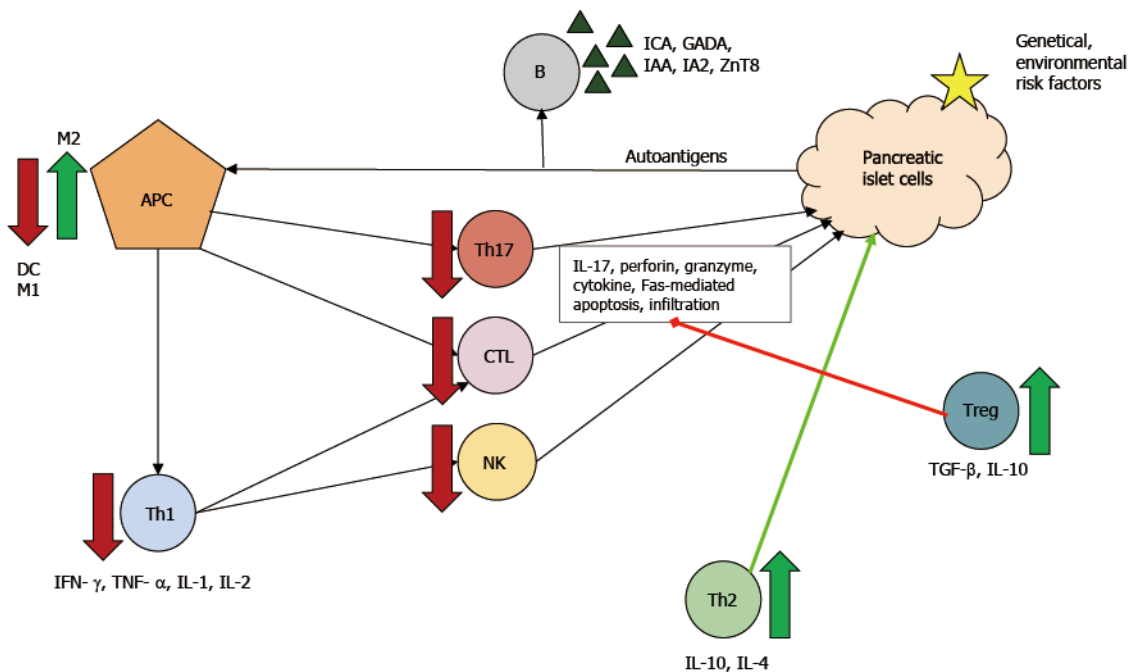 B
ICA, GADA,
IAA, IA2, ZnT8
Genetical,
environmental
risk factors
M2
APC
DC
M1
Autoantigens
Pancreatic
islet cells
Th17
IL-17, perforin, granzyme,
cytokine, Fas-mediated
apoptosis, infiltration
CTL
Treg
TGF-β, IL-10
NK
Th1
IFN- γ, TNF- α, IL-1, IL-2
Th2
IL-10, IL-4